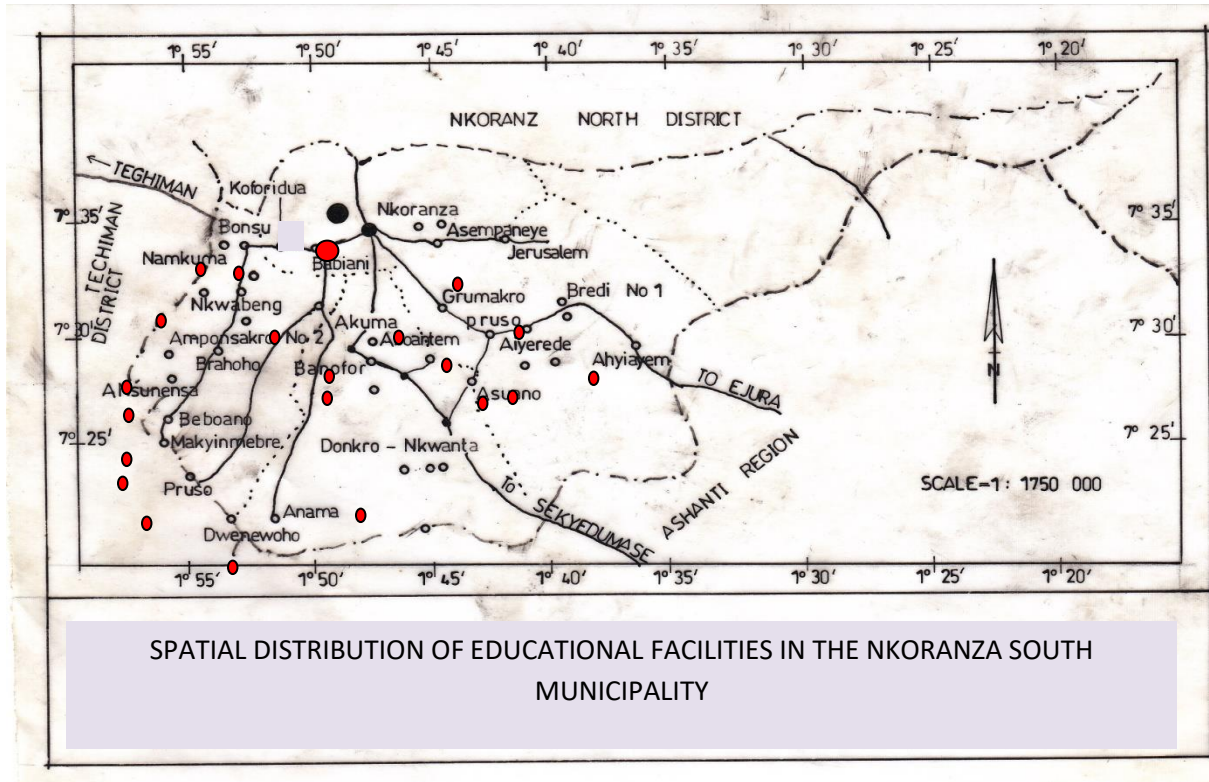 1° 55′ 1° 50′ 1° 45′ 1° 40′ 1° 35′ 1° 30′ 1° 25′ 1° 20′
NKORANZ NORTH DISTRICT
← TEGHIMAN
Koforidua
7° 35′
Nkoranza
7° 35′
Bonsu
Asempaneye
Babiani
Jerusalem
Namkuma
TECHIMAN
DISTRICT
Nkwabeng
Grumakro
Bredi No 1
pruso
7° 30′
Akuma
7° 30′
Amponsakro No 2
Aiyerede
Brahoho
Banofor
Ahyiayem
TO EJURA
Asuano
Beboano
7° 25′
Makyinmebre
Donkro - Nkwanta
7° 25′
N
Pruso
To SEKYEDUMASE
ASHANTI REGION
SCALE=1: 1750 000
Anama
Dwenewoho
1° 55′ 1° 50′ 1° 45′ 1° 40′ 1° 35′ 1° 30′ 1° 25′ 1° 20′
SPATIAL DISTRIBUTION OF EDUCATIONAL FACILITIES IN THE NKORANZA SOUTH
MUNICIPALITY